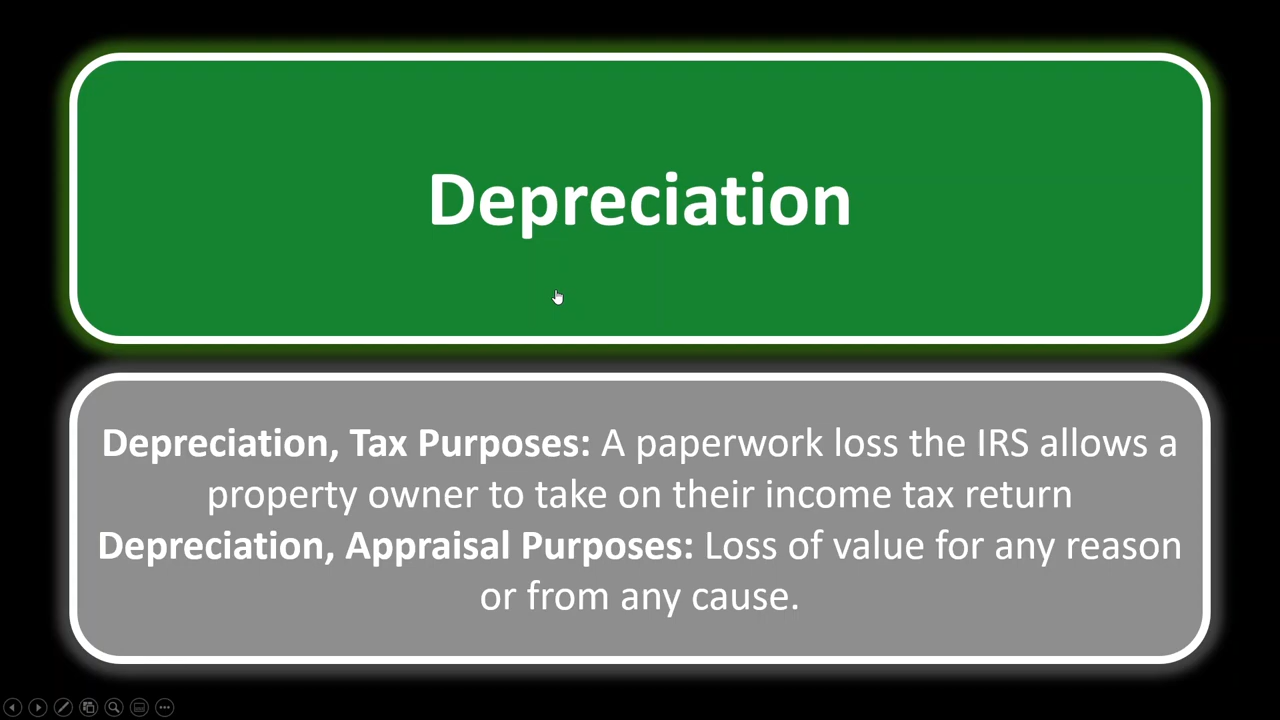 Depreciation
Depreciation, Tax Purposes: A paperwork loss the IRS allows a
property owner to take on their income tax return
Depreciation, Appraisal Purposes: Loss of value for any reason
or from any cause.